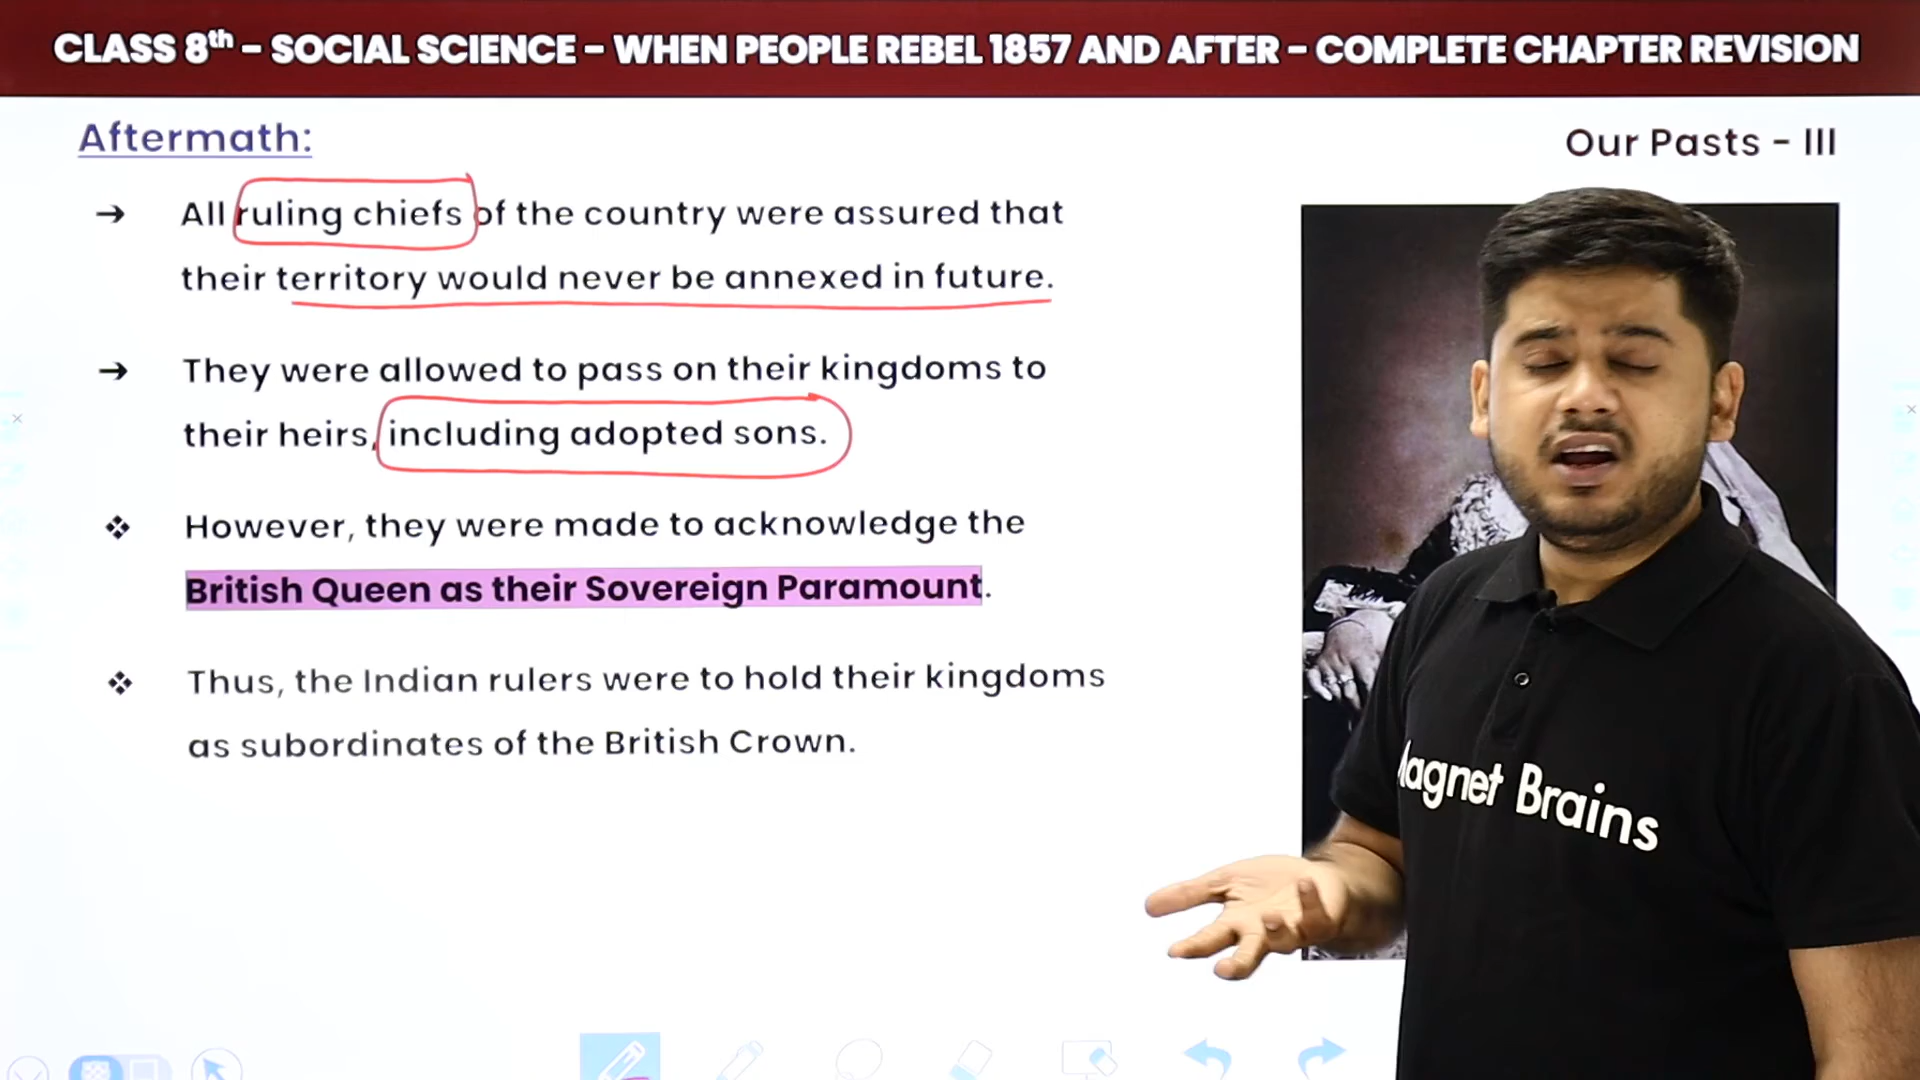 CLASS 8th – SOCIAL SCIENCE – WHEN PEOPLE REBEL 1857 AND AFTER – COMPLETE CHAPTER REVISION
Aftermath:
Our Pasts - III
→ All ruling chiefs of the country were assured that
their territory would never be annexed in future.
→ They were allowed to pass on their kingdoms to
their heirs, including adopted sons.
❖ However, they were made to acknowledge the
British Queen as their Sovereign Paramount.
❖ Thus, the Indian rulers were to hold their kingdoms
as subordinates of the British Crown.
Magnet Brains